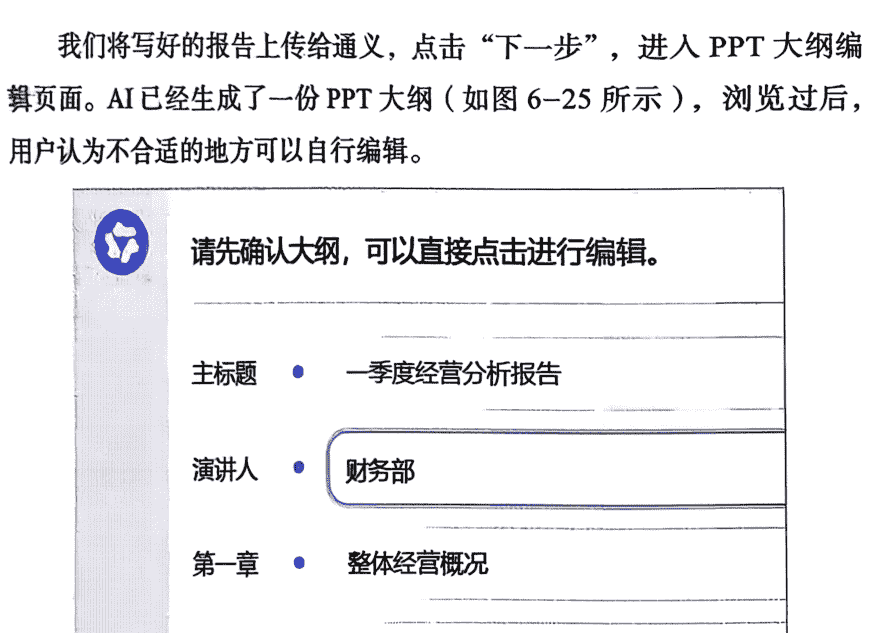 我们将写好的报告上传给通义，点击“下一步”，进入 PPT 大纲编
辑页面。AI 已经生成了一份 PPT 大纲（如图 6-25 所示），浏览过后，
用户认为不合适的地方可以自行编辑。
请先确认大纲，可以直接点击进行编辑。
主标题 • 一季度经营分析报告
演讲人 • 财务部
第一章 • 整体经营概况